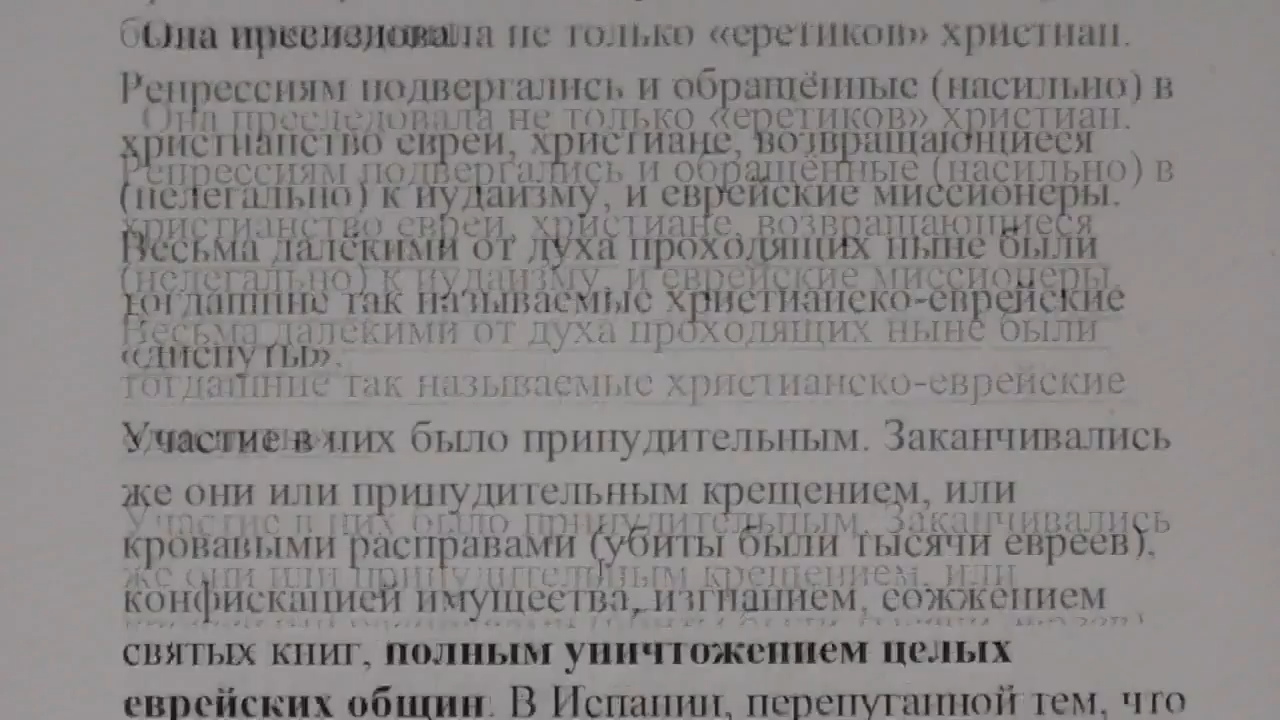 Она преследовала не только «еретиков» христиан.
Репрессиям подвергались и обращённые (насильно) в
христианство евреи, христиане, возвращающиеся
(нелегально) к иудаизму, и еврейские миссионеры.
Весьма далёкими от духа проходящих ныне были
тогдашние так называемые христианско-еврейские
«диспуты».
Участие в них было принудительным. Заканчивались
же они или принудительным крещением, или
кровавыми расправами (убиты были тысячи евреев),
конфискацией имущества, изгнанием, сожжением
святых книг, полным уничтожением целых
еврейских общин. В Испании, перепуганной тем, что